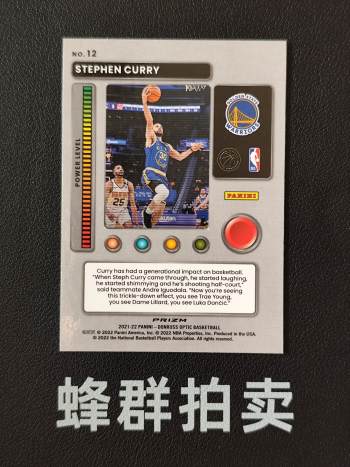 NO. 12
STEPHEN CURRY
POWER LEVEL
GOLDEN STATE
WARRIORS
NBA
PANINI
30
25
Curry has had a generational impact on basketball.
"When Steph Curry came through, he started laughing,
he started shimmying and he's shooting half-court,"
said teammate Andre Iguodala. "Now you're seeing
this trickle-down effect, you see Trae Young,
you see Dame Lillard, you see Luka Dončić."
PRIZM
2021-22 PANINI – DONRUSS OPTIC BASKETBALL
© 2022 Panini America, Inc. © 2022 NBA Properties, Inc. Produced in the USA.
© 2022 the National Basketball Players Association. All rights reserved.
蜂群拍卖